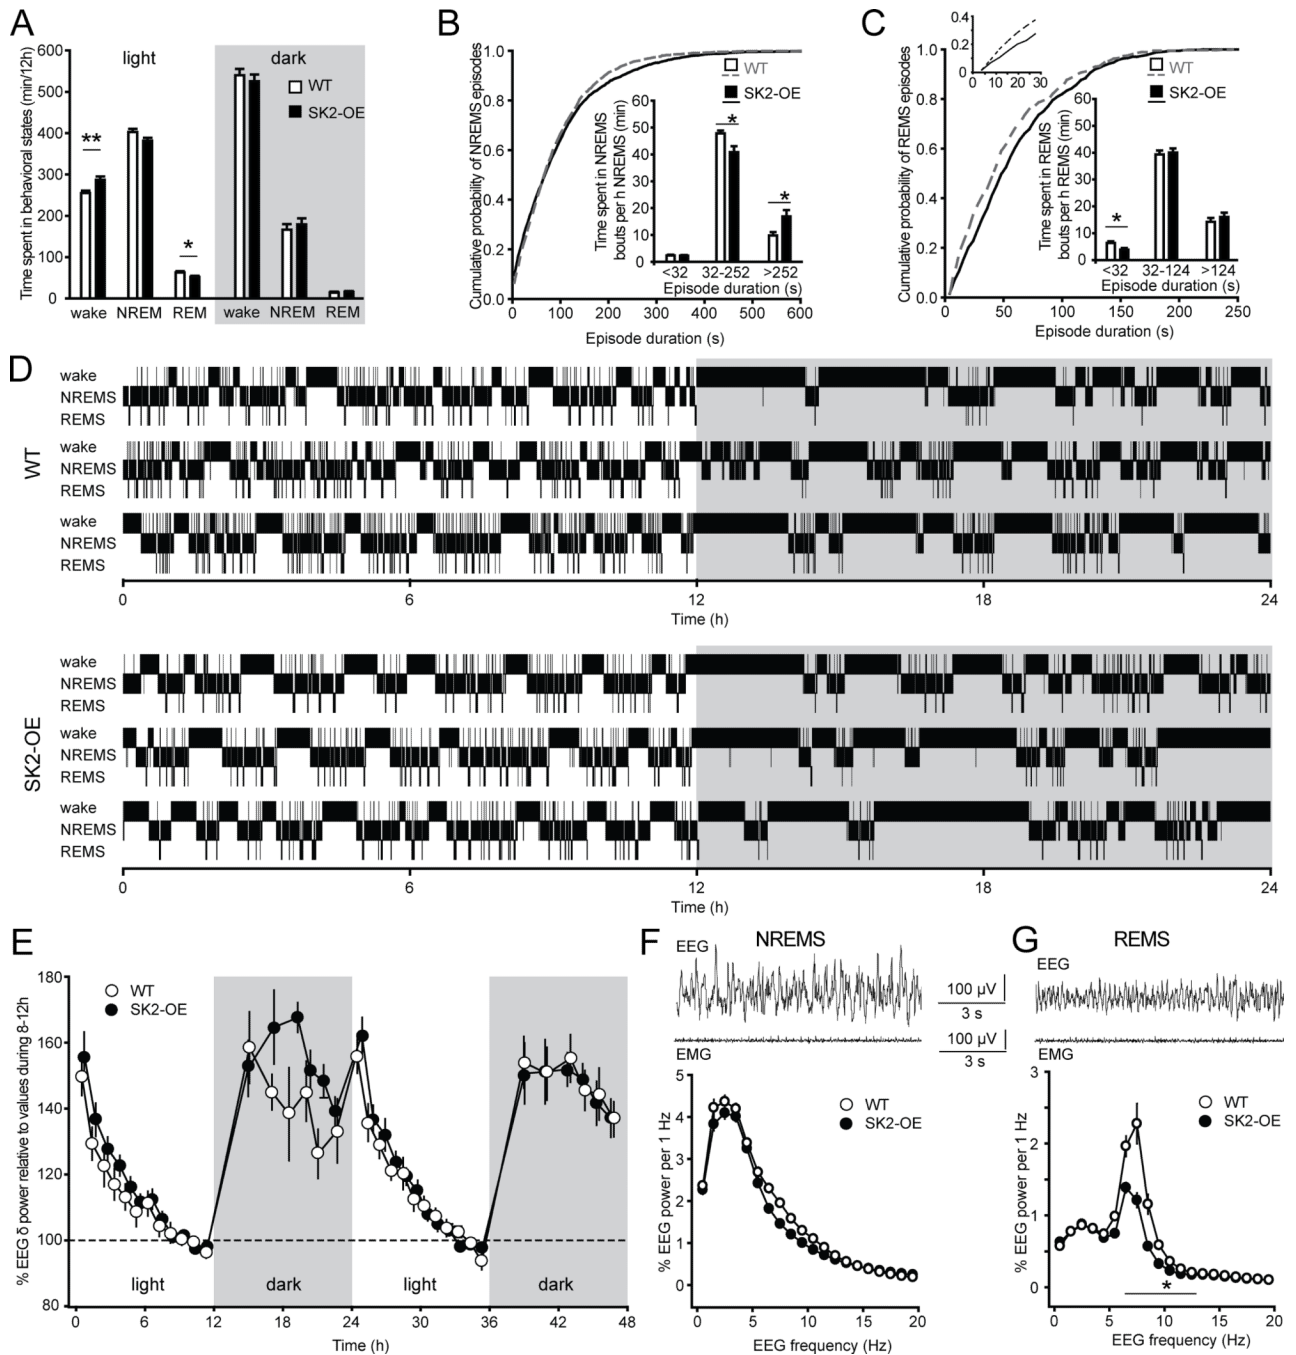 A
Time spent in behavioral states (min/12h)
600
500
400
300
200
100
0
light
dark
WT
SK2-OE
**
*
wake NREM REM wake NREM REM
B
Cumulative probability of NREMS episodes
1.0
0.8
0.6
0.4
0.2
0.0
0 100 200 300 400 500 600
Episode duration (s)
WT
SK2-OE
Time spent in NREMS
bouts per h NREMS (min)
60
50
40
30
20
10
0
*
*
<32 32-252 >252
Episode duration (s)
C
Cumulative probability of REMS episodes
1.0
0.8
0.6
0.4
0.2
0.0
0 50 100 150 200 250
Episode duration (s)
0.4
0.2
0
0 10 20 30
WT
SK2-OE
Time spent in REMS
bouts per h REMS (min)
60
50
40
30
20
10
0
*
<32 32-124 >124
Episode duration (s)
D
WT
wake
NREMS
REMS
wake
NREMS
REMS
wake
NREMS
REMS
0 6 12 18 24
Time (h)
SK2-OE
wake
NREMS
REMS
wake
NREMS
REMS
wake
NREMS
REMS
0 6 12 18 24
Time (h)
E
% EEG δ power relative to values during 8-12h
180
160
140
120
100
80
WT
SK2-OE
light dark light dark
0 6 12 18 24 30 36 42 48
Time (h)
F
NREMS
EEG
EMG
100 µV
3 s
100 µV
3 s
% EEG power per 1 Hz
5
4
3
2
1
0
WT
SK2-OE
0 5 10 15 20
EEG frequency (Hz)
G
REMS
EEG
EMG
% EEG power per 1 Hz
3
2
1
0
WT
SK2-OE
*
0 5 10 15 20
EEG frequency (Hz)